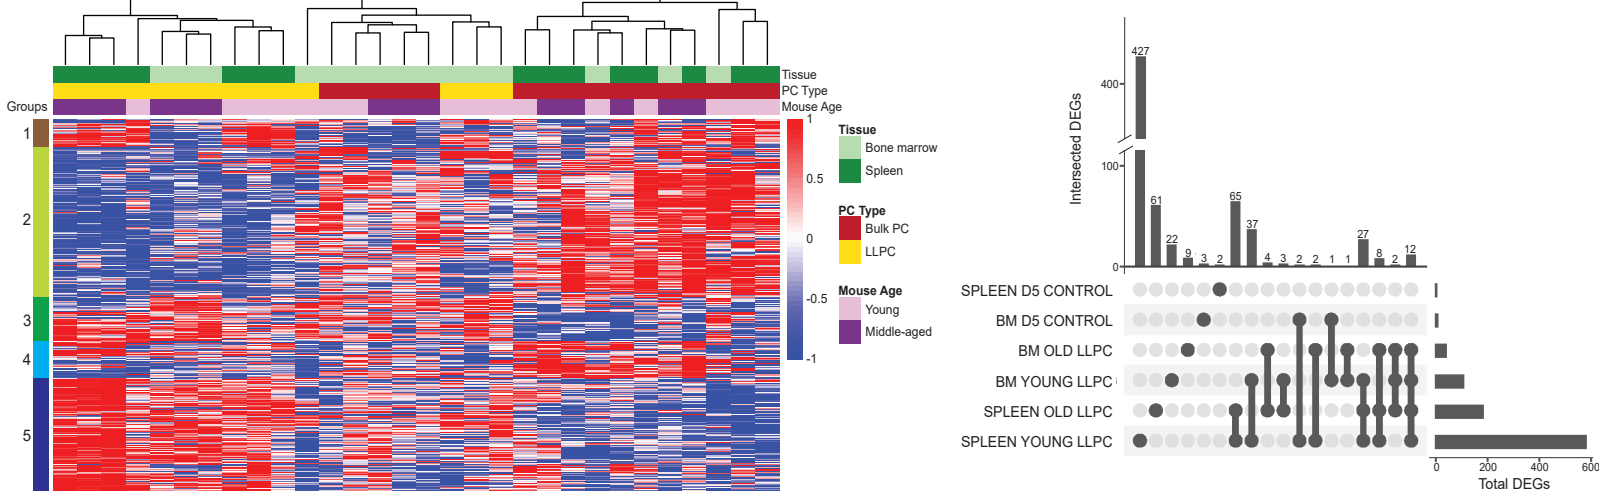 Tissue
PC Type
Mouse Age
Groups
1
2
3
4
5
1
0.5
0
-0.5
-1
Tissue
Bone marrow
Spleen
PC Type
Bulk PC
LLPC
Mouse Age
Young
Middle-aged
Intersected DEGs
400
100
0
427
61
22
9
3
2
65
37
4
3
2
2
1
1
27
8
2
12
SPLEEN D5 CONTROL
BM D5 CONTROL
BM OLD LLPC
BM YOUNG LLPC
SPLEEN OLD LLPC
SPLEEN YOUNG LLPC
0
200
400
600
Total DEGs